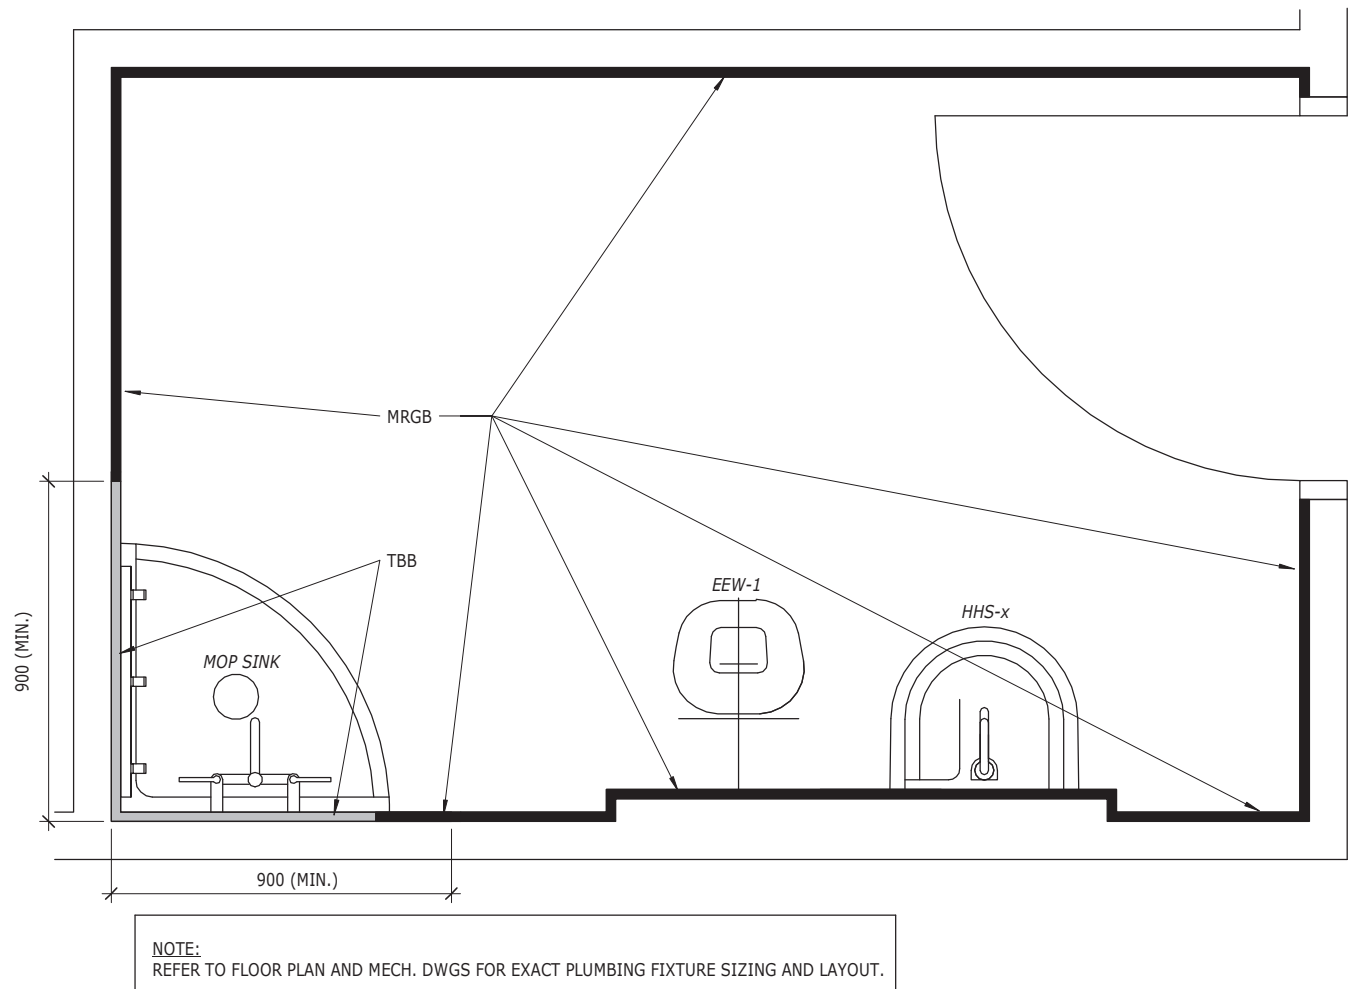 MRGB
TBB
EEW-1
HHS-x
900 (MIN.)
MOP SINK
900 (MIN.)
NOTE:
REFER TO FLOOR PLAN AND MECH. DWGS FOR EXACT PLUMBING FIXTURE SIZING AND LAYOUT.